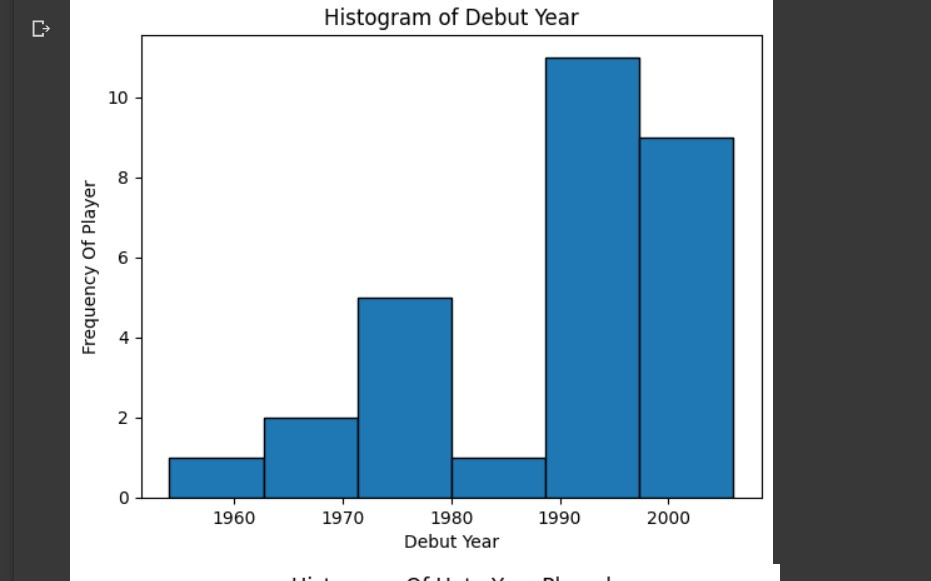 Histogram of Debut Year
10
8
6
4
2
0
Frequency Of Player
1960 1970 1980 1990 2000
Debut Year